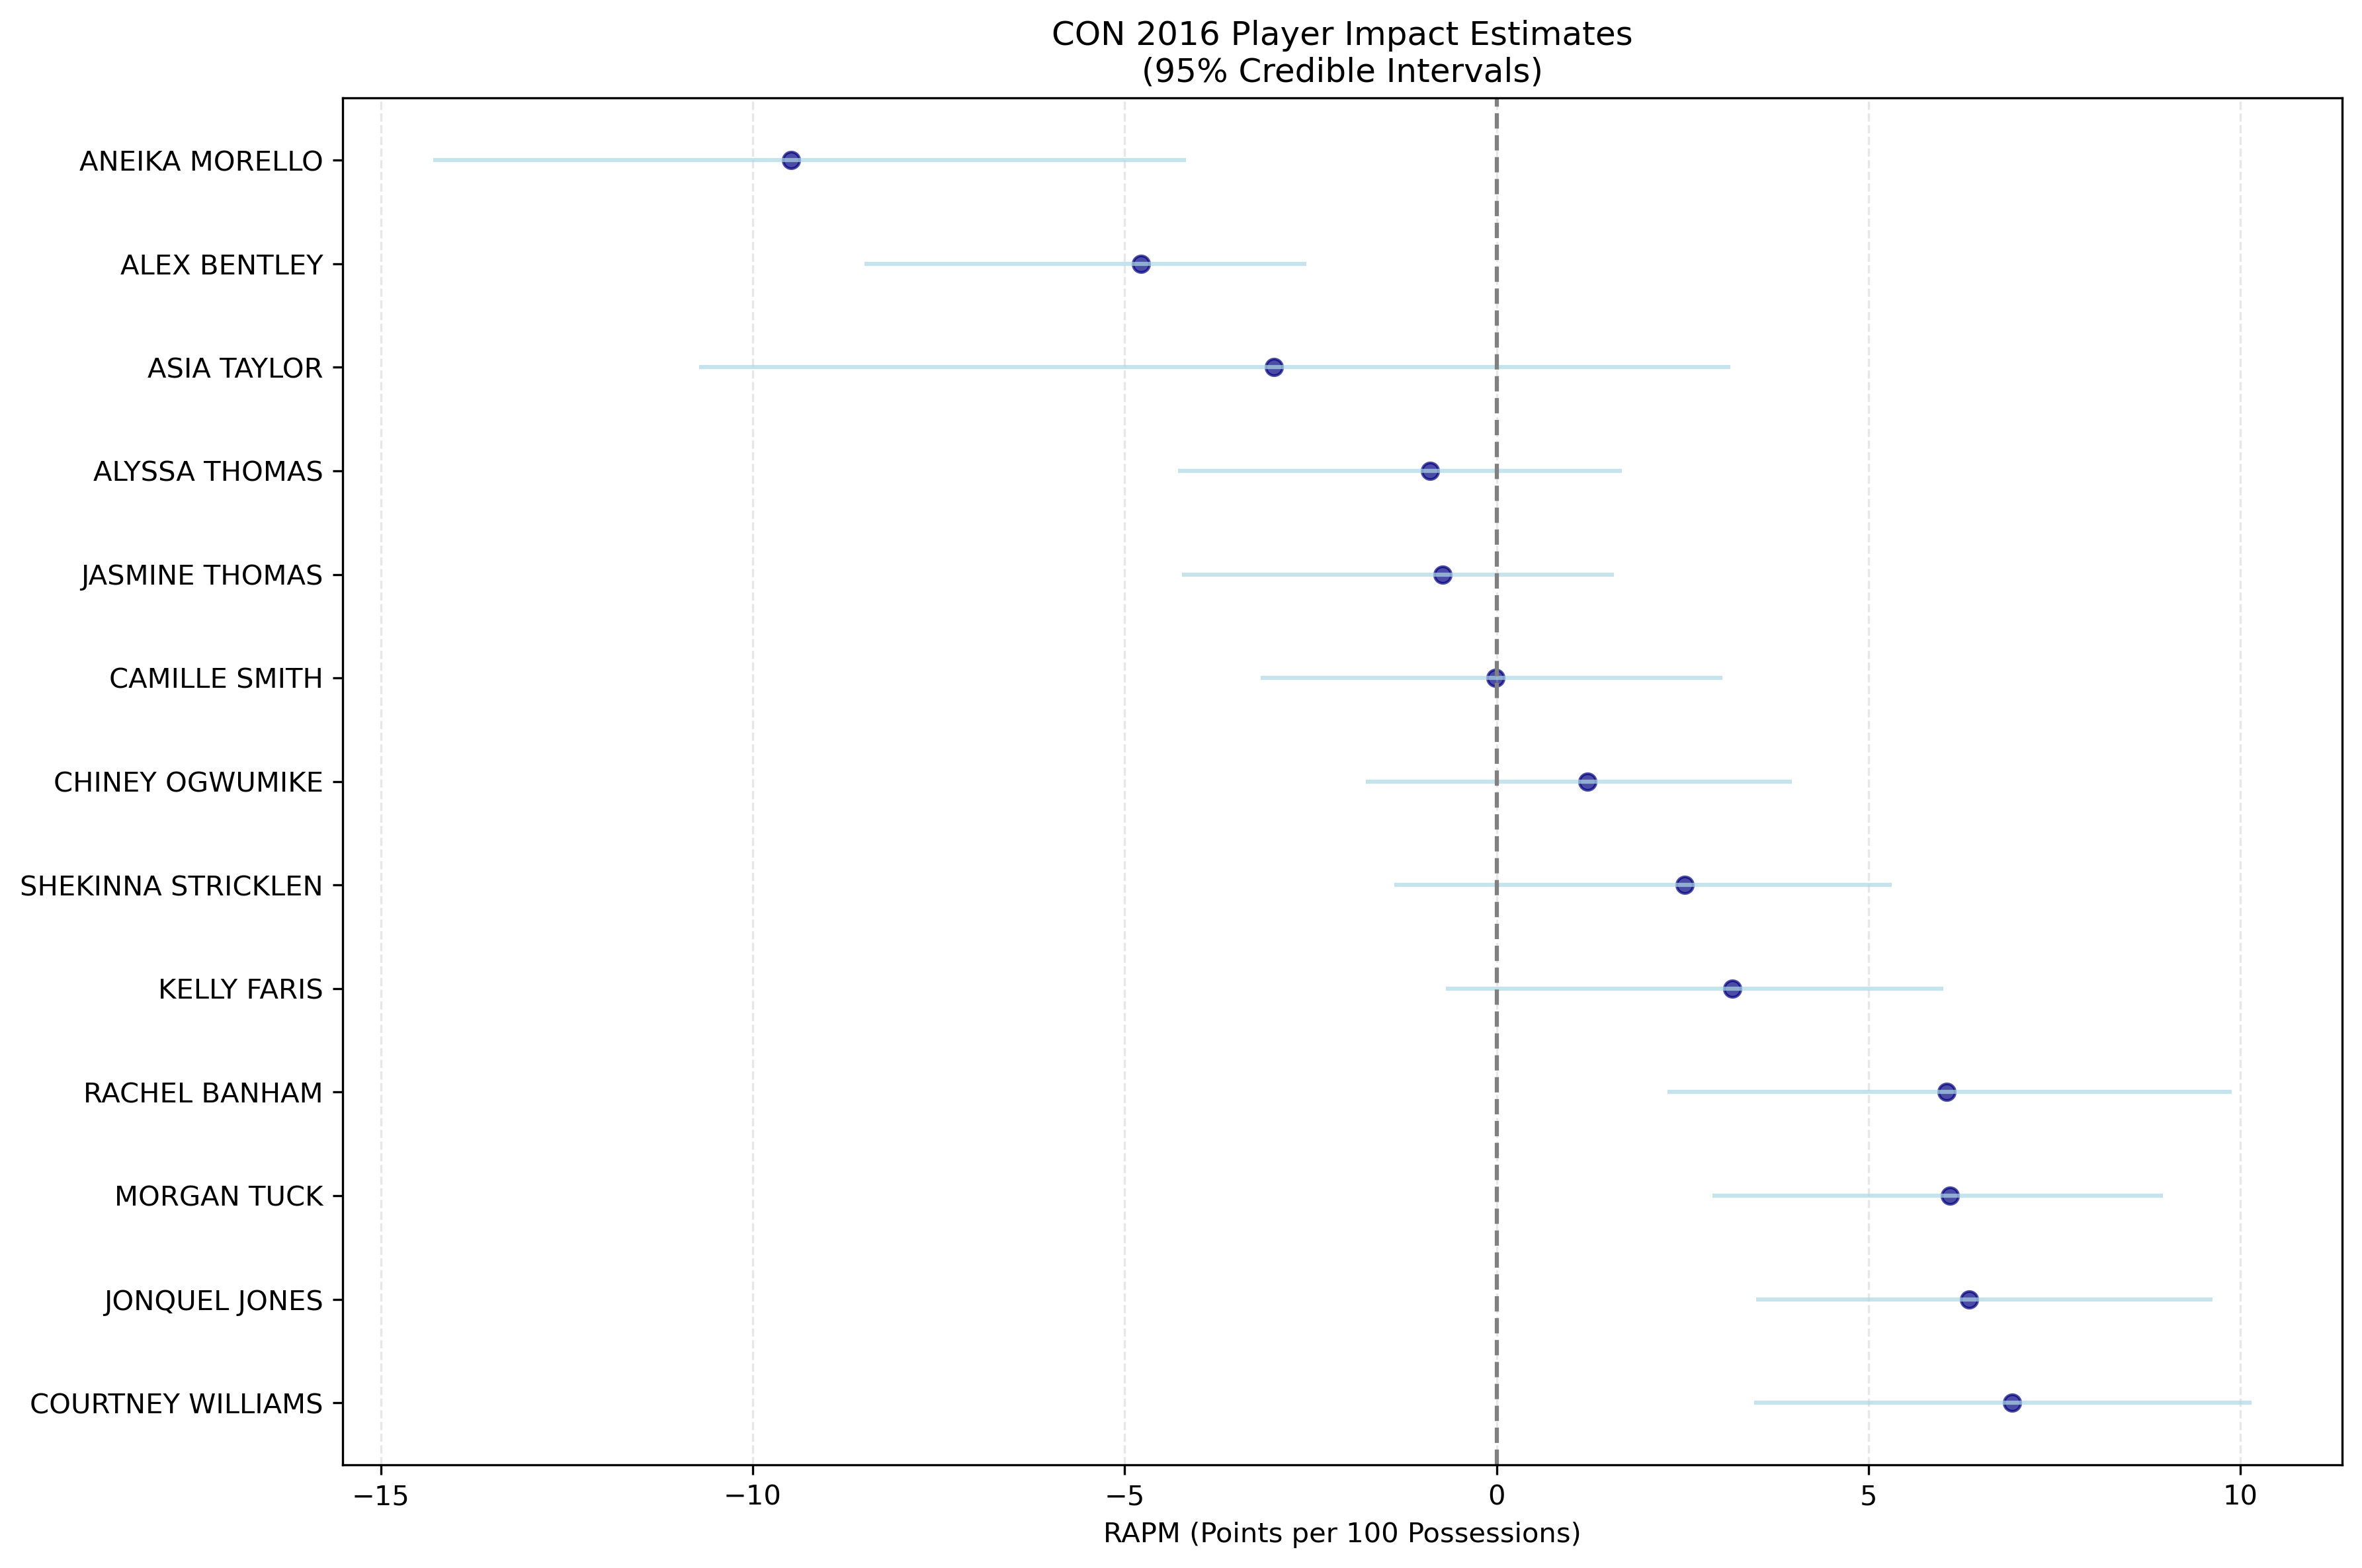 CON 2016 Player Impact Estimates
(95% Credible Intervals)
ANEIKA MORELLO
ALEX BENTLEY
ASIA TAYLOR
ALYSSA THOMAS
JASMINE THOMAS
CAMILLE SMITH
CHINEY OGWUMIKE
SHEKINNA STRICKLEN
KELLY FARIS
RACHEL BANHAM
MORGAN TUCK
JONQUEL JONES
COURTNEY WILLIAMS
−15 −10 −5 0 5 10
RAPM (Points per 100 Possessions)